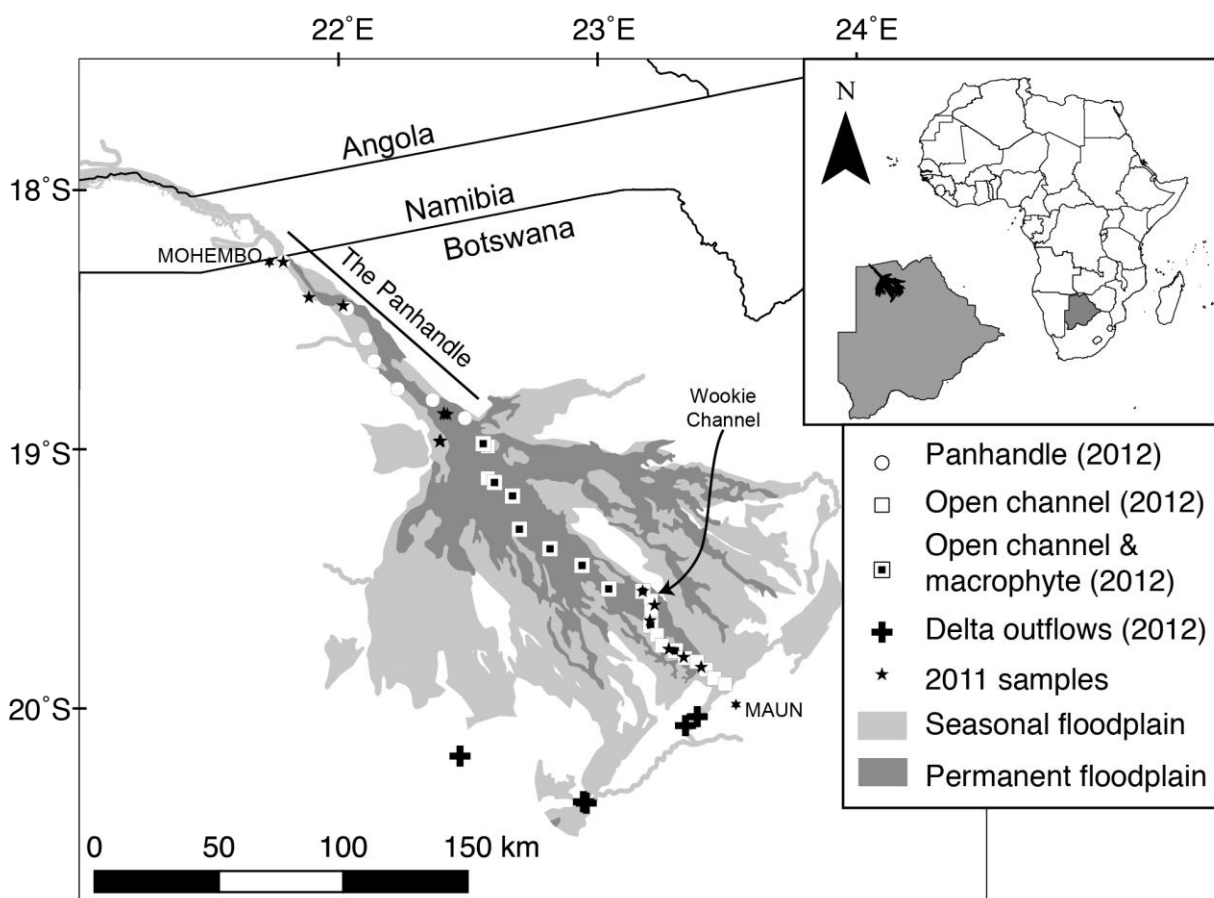 22˚E
23˚E
24˚E
N
Angola
18˚S
Namibia
MOHEMBO
Botswana
The Panhandle
Wookie
Channel
19˚S
Panhandle (2012)
Open channel (2012)
Open channel &
macrophyte (2012)
Delta outflows (2012)
2011 samples
20˚S
MAUN
Seasonal floodplain
Permanent floodplain
0 50 100 150 km